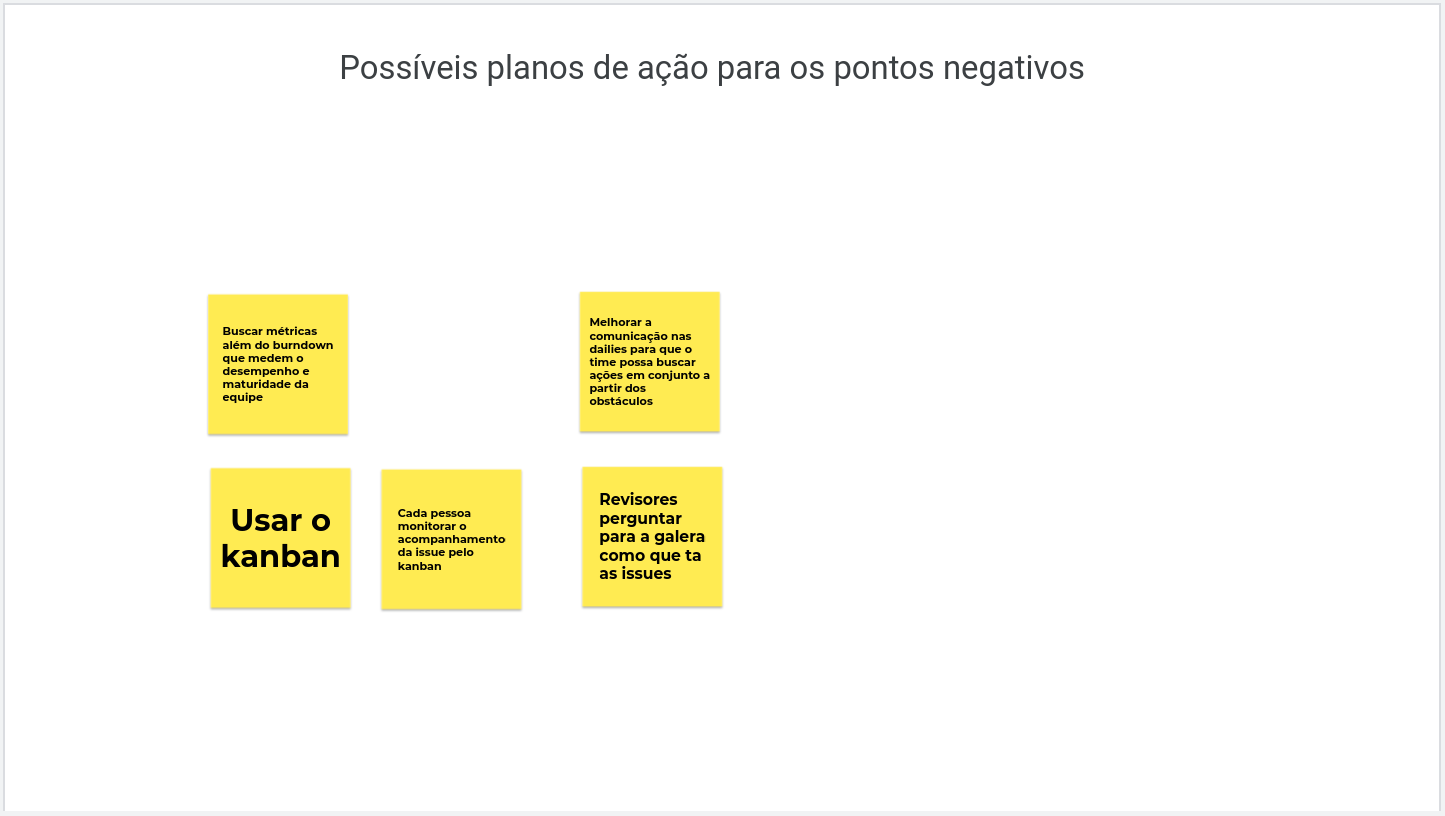 Possíveis planos de ação para os pontos negativos
Buscar métricas
além do burndown
que medem o
desempenho e
maturidade da
equipe
Melhorar a
comunicação nas
dailies para que o
time possa buscar
ações em conjunto a
partir dos
obstáculos
Usar o
kanban
Cada pessoa
monitorar o
acompanhamento
da issue pelo
kanban
Revisores
perguntar
para a galera
como que ta
as issues